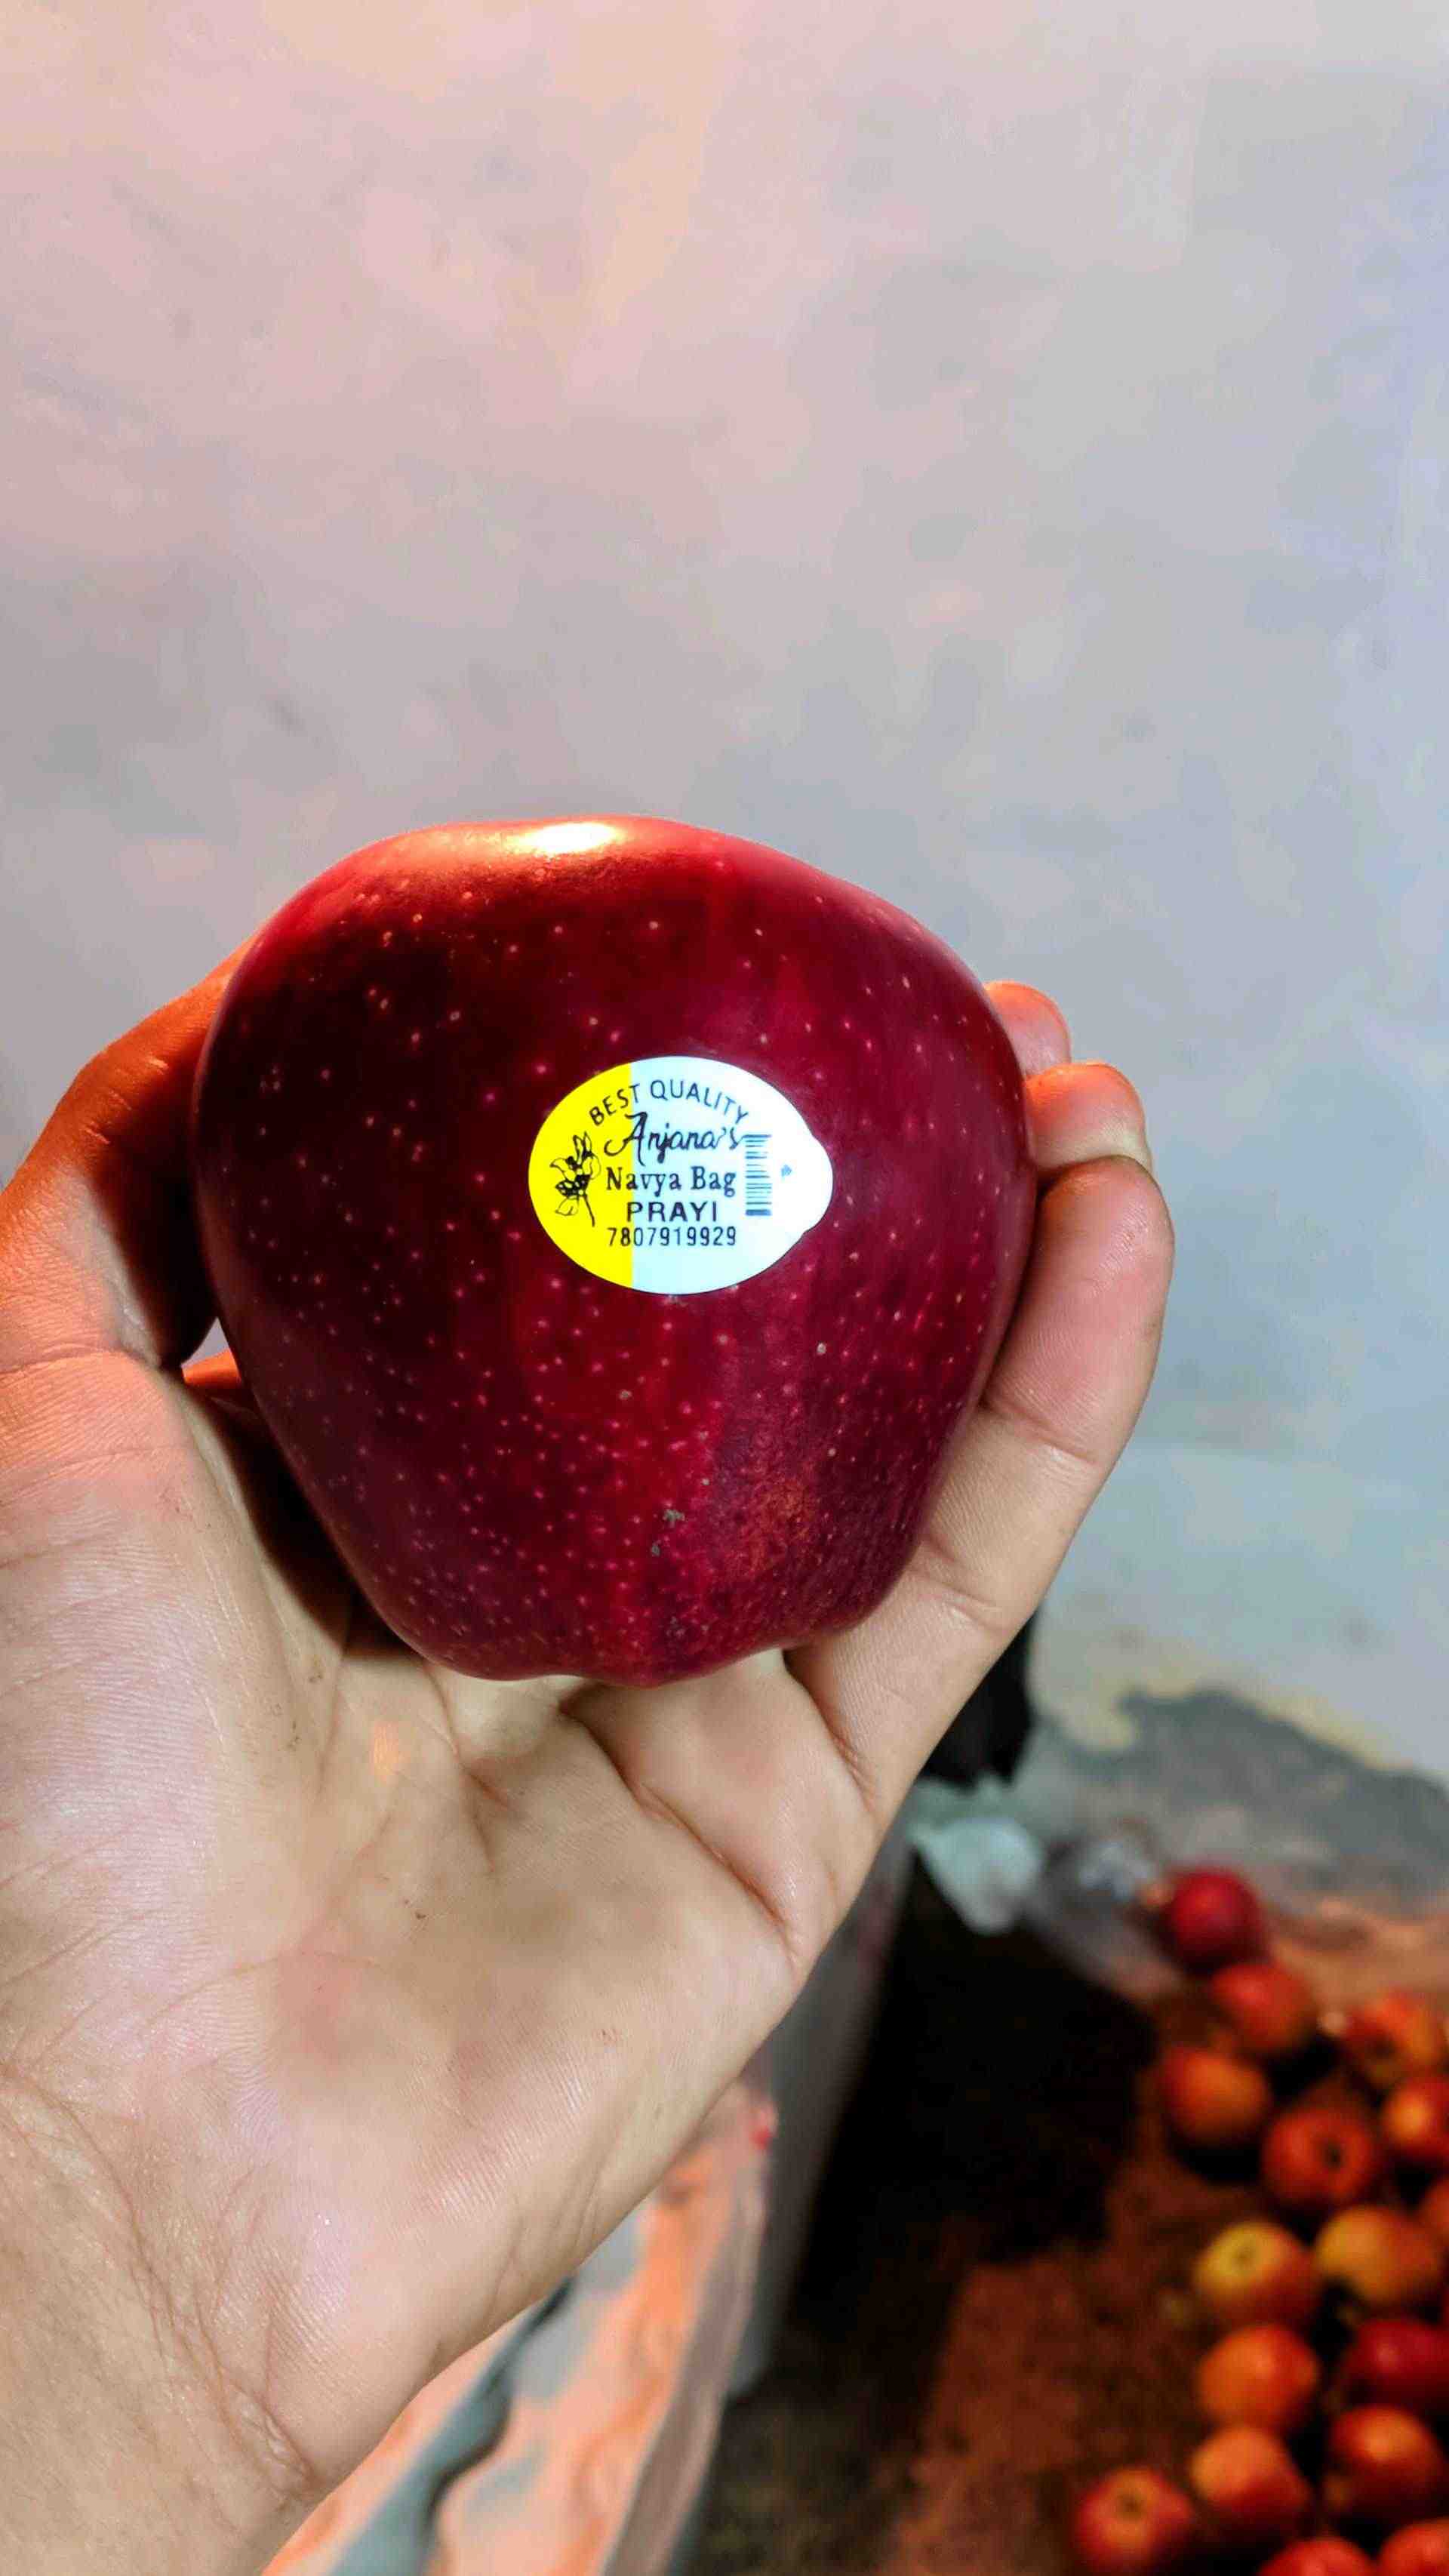 BEST QUALITY
Anjana's
Navya Bag
PRAYI
7807919929